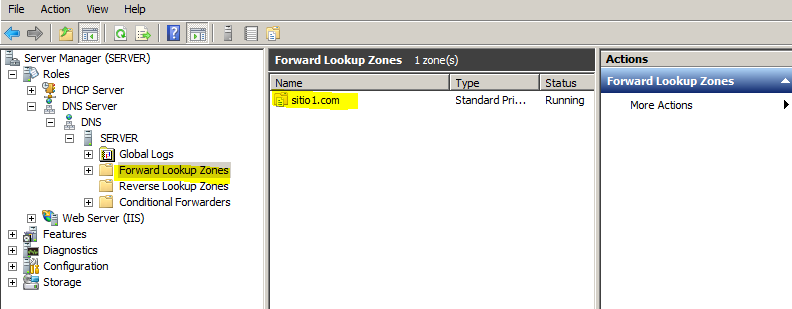 File Action View Help
Server Manager (SERVER)
Roles
DHCP Server
DNS Server
DNS
SERVER
Global Logs
Forward Lookup Zones
Reverse Lookup Zones
Conditional Forwarders
Web Server (IIS)
Features
Diagnostics
Configuration
Storage
Forward Lookup Zones 1 zone(s)
Name Type Status
sitio1.com Standard Pri... Running
Actions
Forward Lookup Zones
More Actions